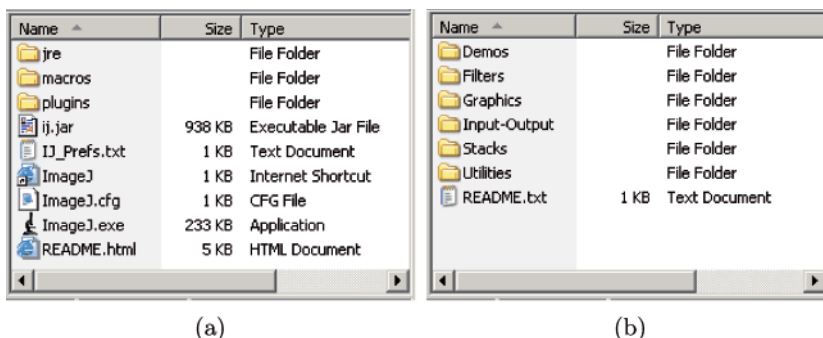 Name Size Type
jre File Folder
macros File Folder
plugins File Folder
ij.jar 938 KB Executable Jar File
IJ_Prefs.txt 1 KB Text Document
ImageJ 1 KB Internet Shortcut
ImageJ.cfg 1 KB CFG File
ImageJ.exe 233 KB Application
README.html 5 KB HTML Document
(a)
Name Size Type
Demos File Folder
Filters File Folder
Graphics File Folder
Input-Output File Folder
Stacks File Folder
Utilities File Folder
README.txt 1 KB Text Document
(b)